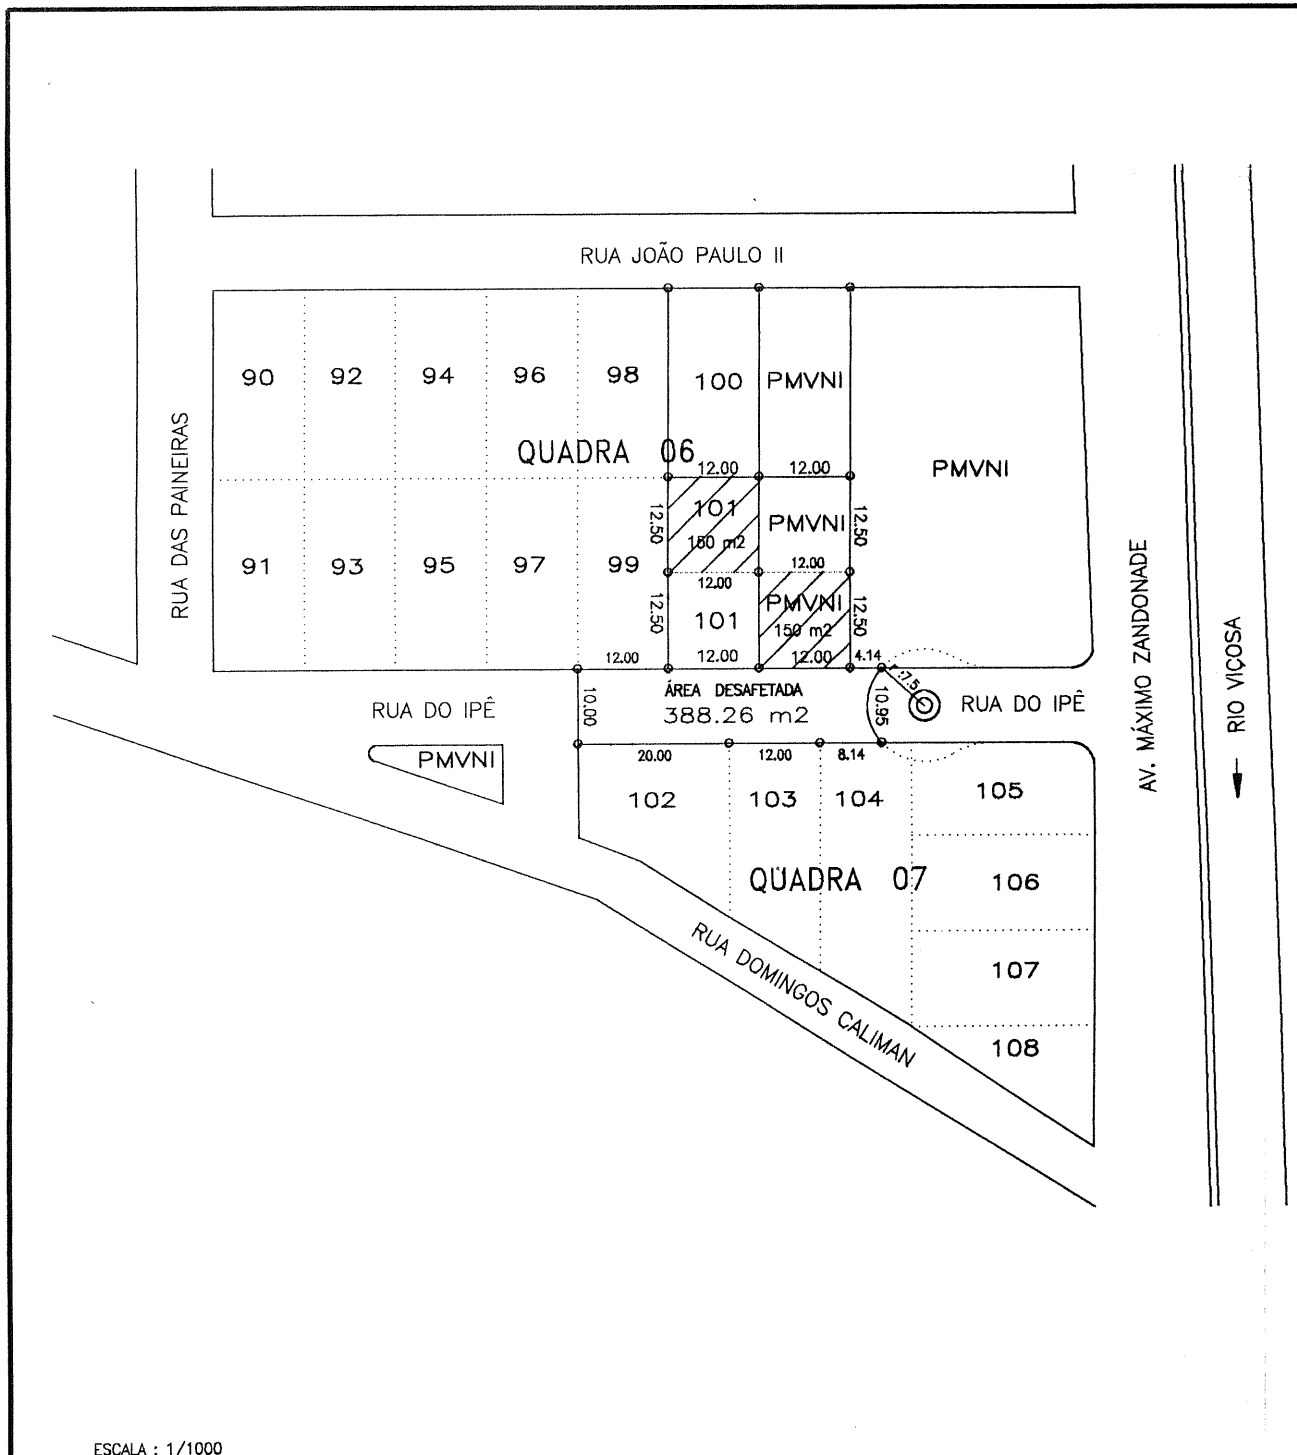 RUA JOÃO PAULO II
90
92
94
96
98
100
PMVNI
PMVNI
QUADRA 06
12.00
12.00
RUA DAS PAINEIRAS
12.50
101
150 m2
PMVNI
12.50
91
93
95
97
99
12.00
12.00
12.50
101
PMVNI
150 m2
12.50
12.00
12.00
12.00
4.14
r :7.5
ÁREA DESAFETADA
388.26 m2
RUA DO IPÊ
10.00
10.95
RUA DO IPÊ
PMVNI
20.00
12.00
8.14
102
103
104
105
QUADRA 07
106
107
108
RUA DOMINGOS CALIMAN
AV. MÁXIMO ZANDONADE
RIO VIÇOSA
ESCALA : 1/1000